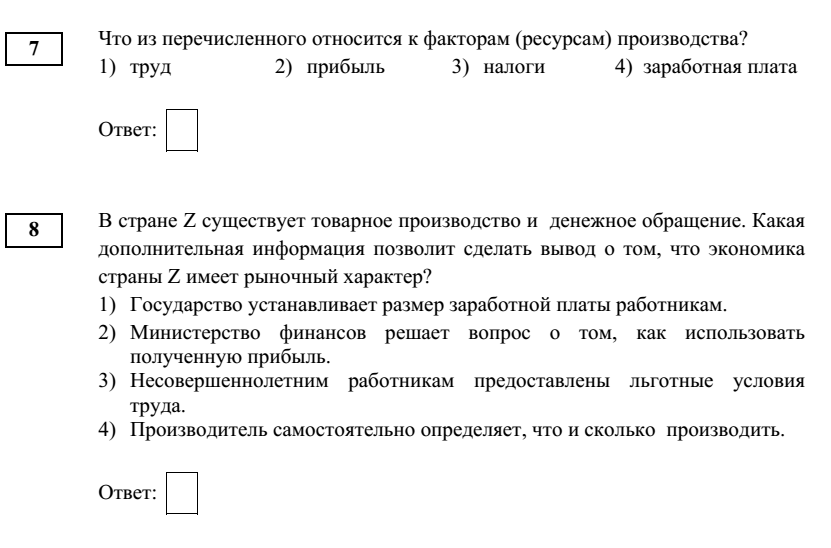 7
Что из перечисленного относится к факторам (ресурсам) производства?
1) труд 2) прибыль 3) налоги 4) заработная плата
Ответ:
8
В стране Z существует товарное производство и денежное обращение. Какая
дополнительная информация позволит сделать вывод о том, что экономика
страны Z имеет рыночный характер?
1) Государство устанавливает размер заработной платы работникам.
2) Министерство финансов решает вопрос о том, как использовать
полученную прибыль.
3) Несовершеннолетним работникам предоставлены льготные условия
труда.
4) Производитель самостоятельно определяет, что и сколько производить.
Ответ: